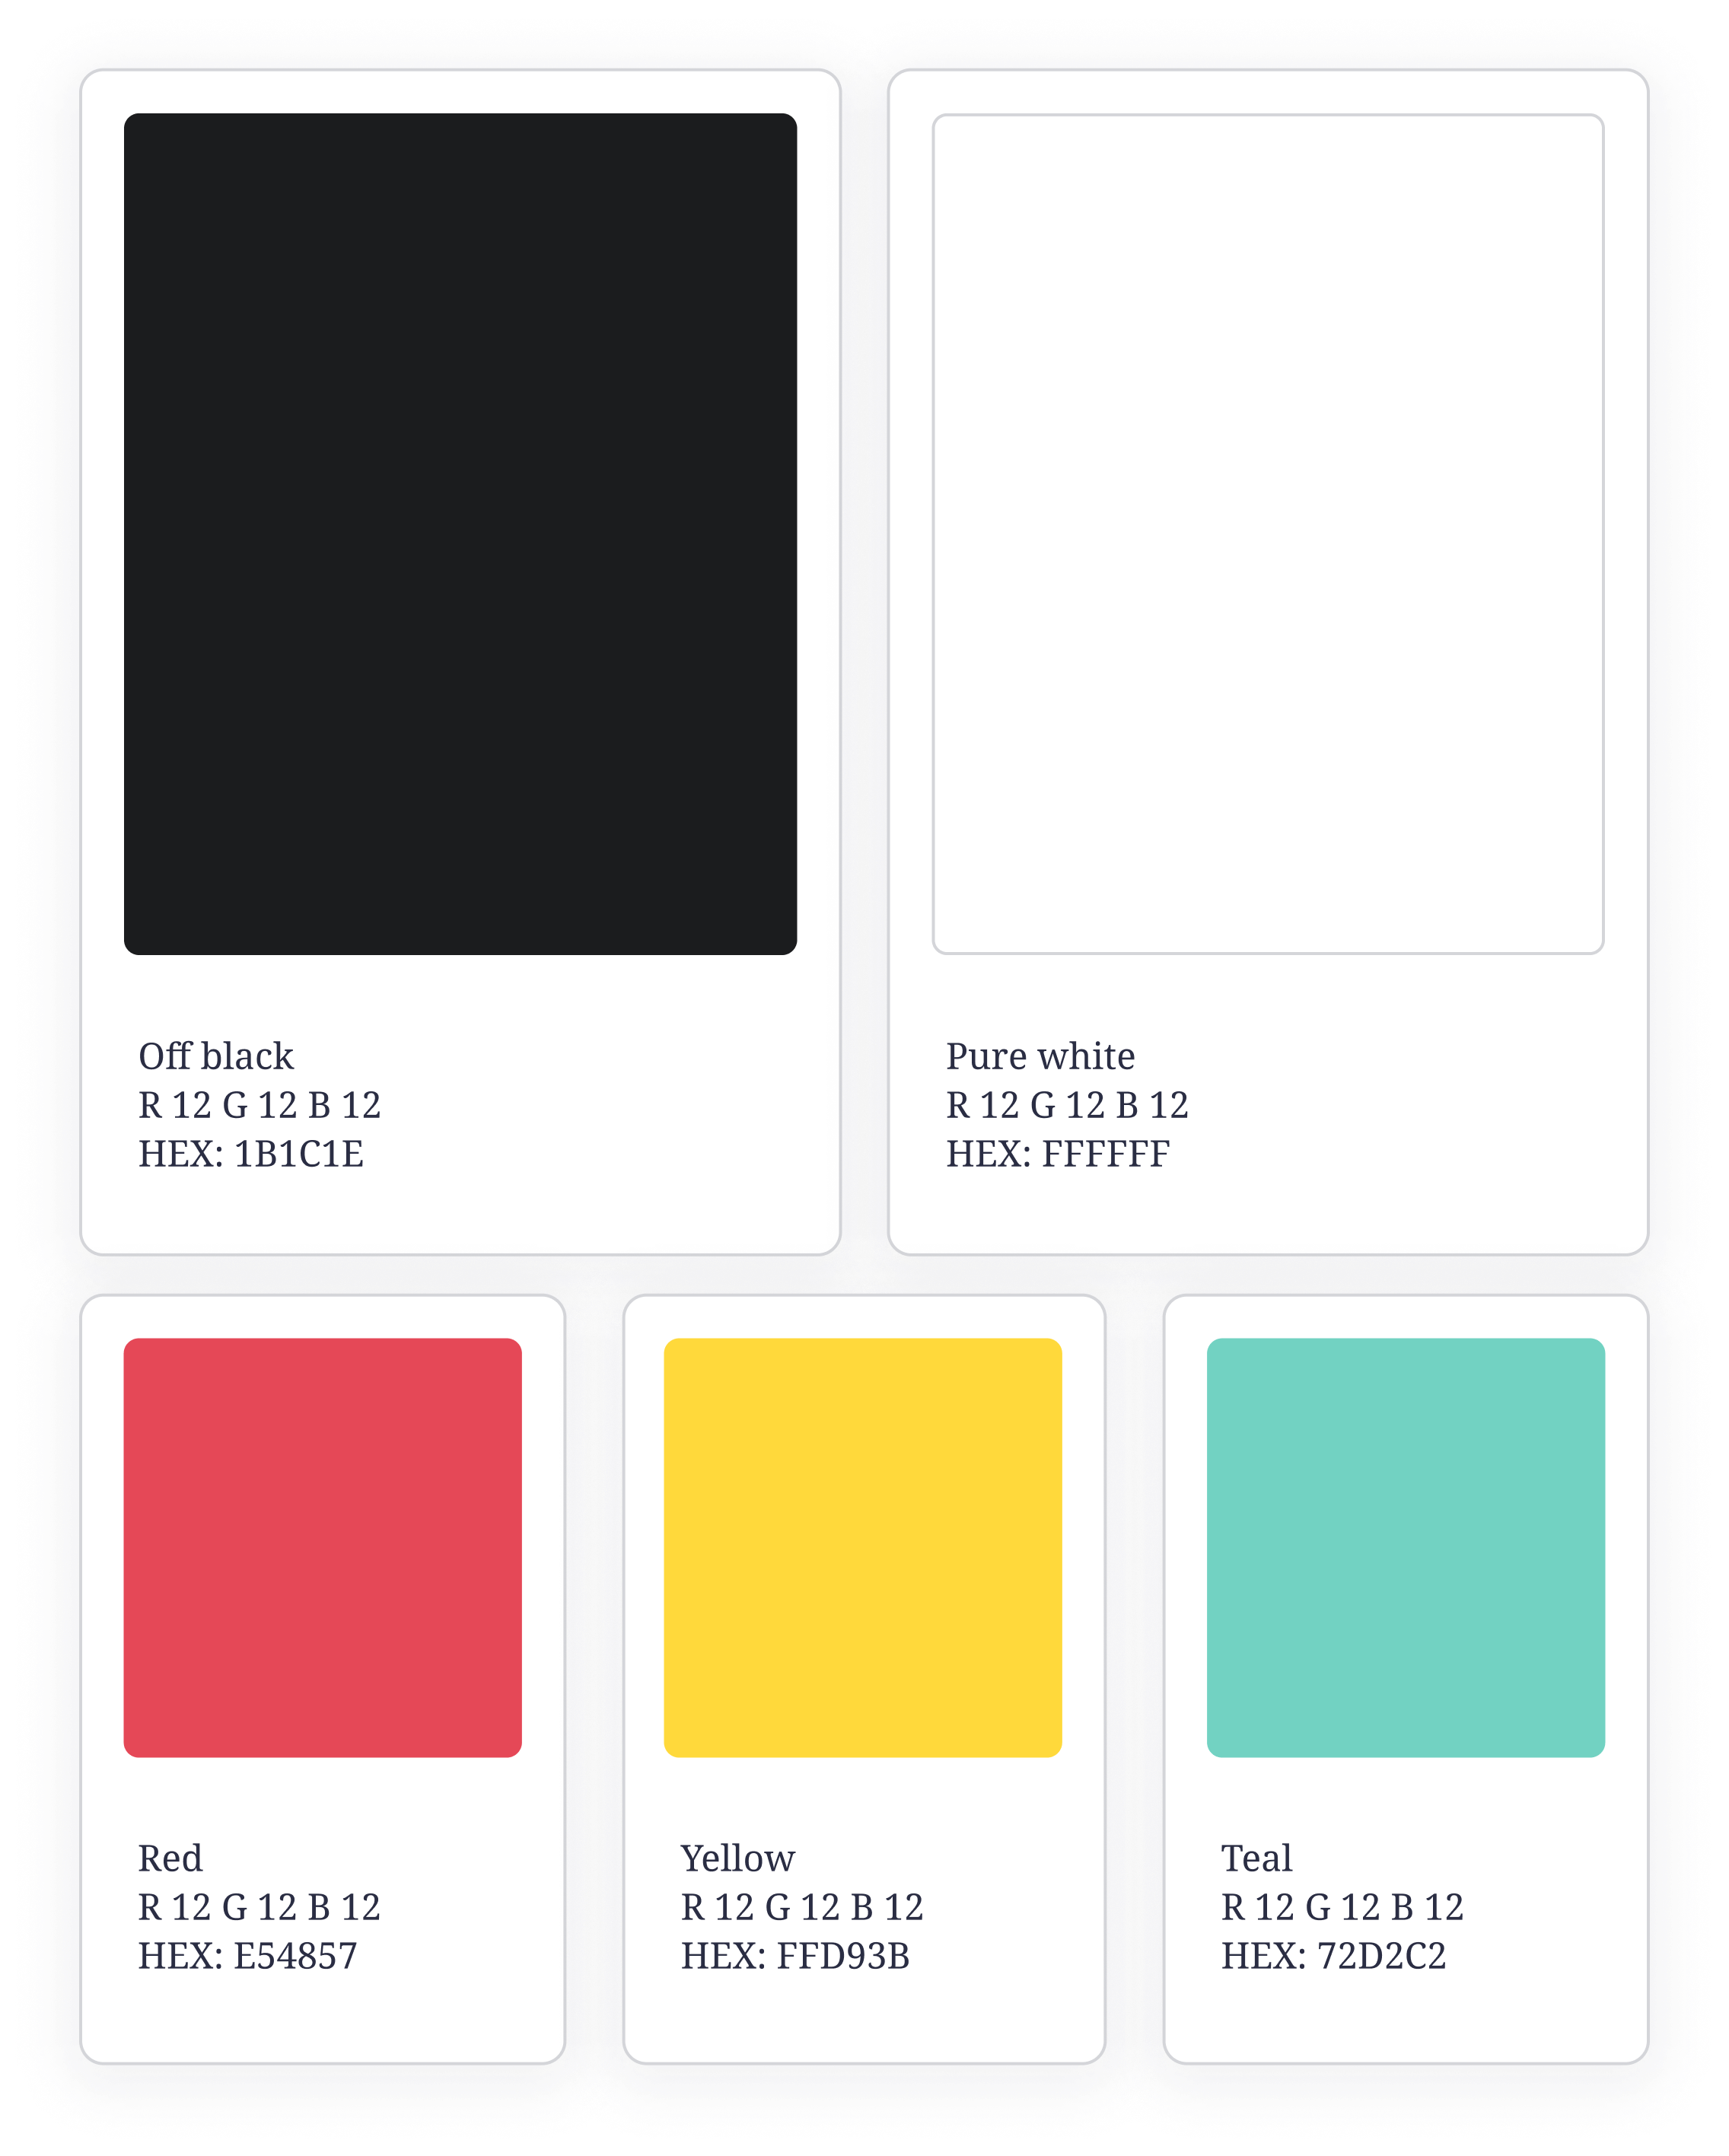 Off black
R 12 G 12 B 12
HEX: 1B1C1E
Pure white
R 12 G 12 B 12
HEX: FFFFFF
Red
R 12 G 12 B 12
HEX: E54857
Yellow
R 12 G 12 B 12
HEX: FFD93B
Teal
R 12 G 12 B 12
HEX: 72D2C2